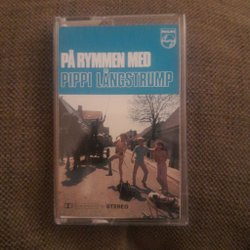 PHILIPS
PÅ RYMMEN MED
PIPPI LÅNGSTRUMP
STEREO